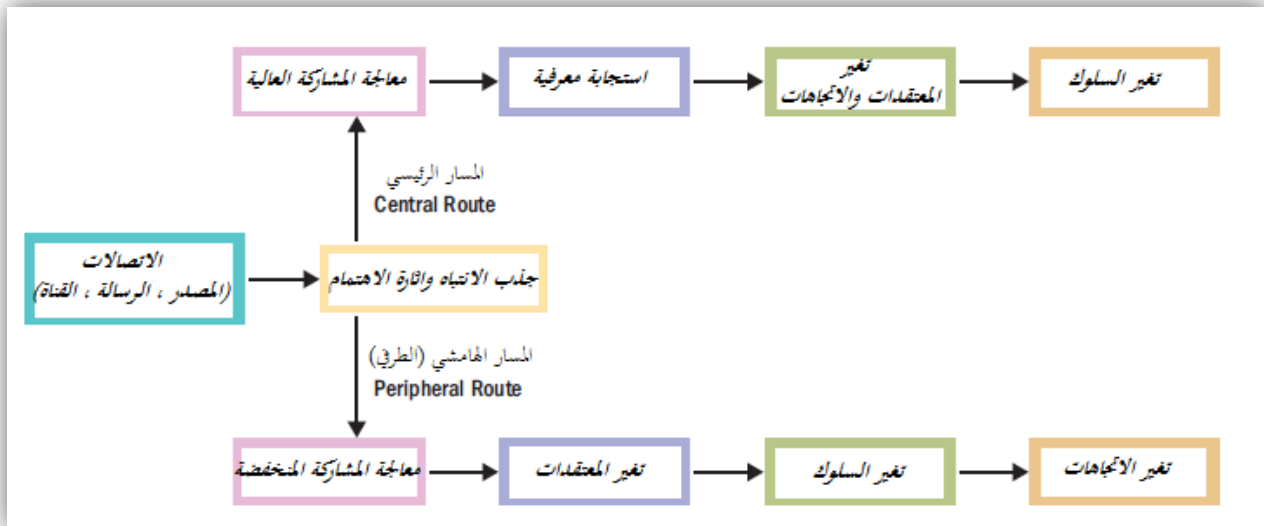 معالجة المشاركة العالية
استجابة معرفية
تغير
المعتقدات والاتجاهات
تغير السلوك
المسار الرئيسي
Central Route
الاتصالات
(المصدر ، الرسالة ، القناة)
جذب الانتباه واثارة الاهتمام
المسار الهامشي (الطرفي)
Peripheral Route
معالجة المشاركة المنخفضة
تغير المعتقدات
تغير السلوك
تغير الاتجاهات